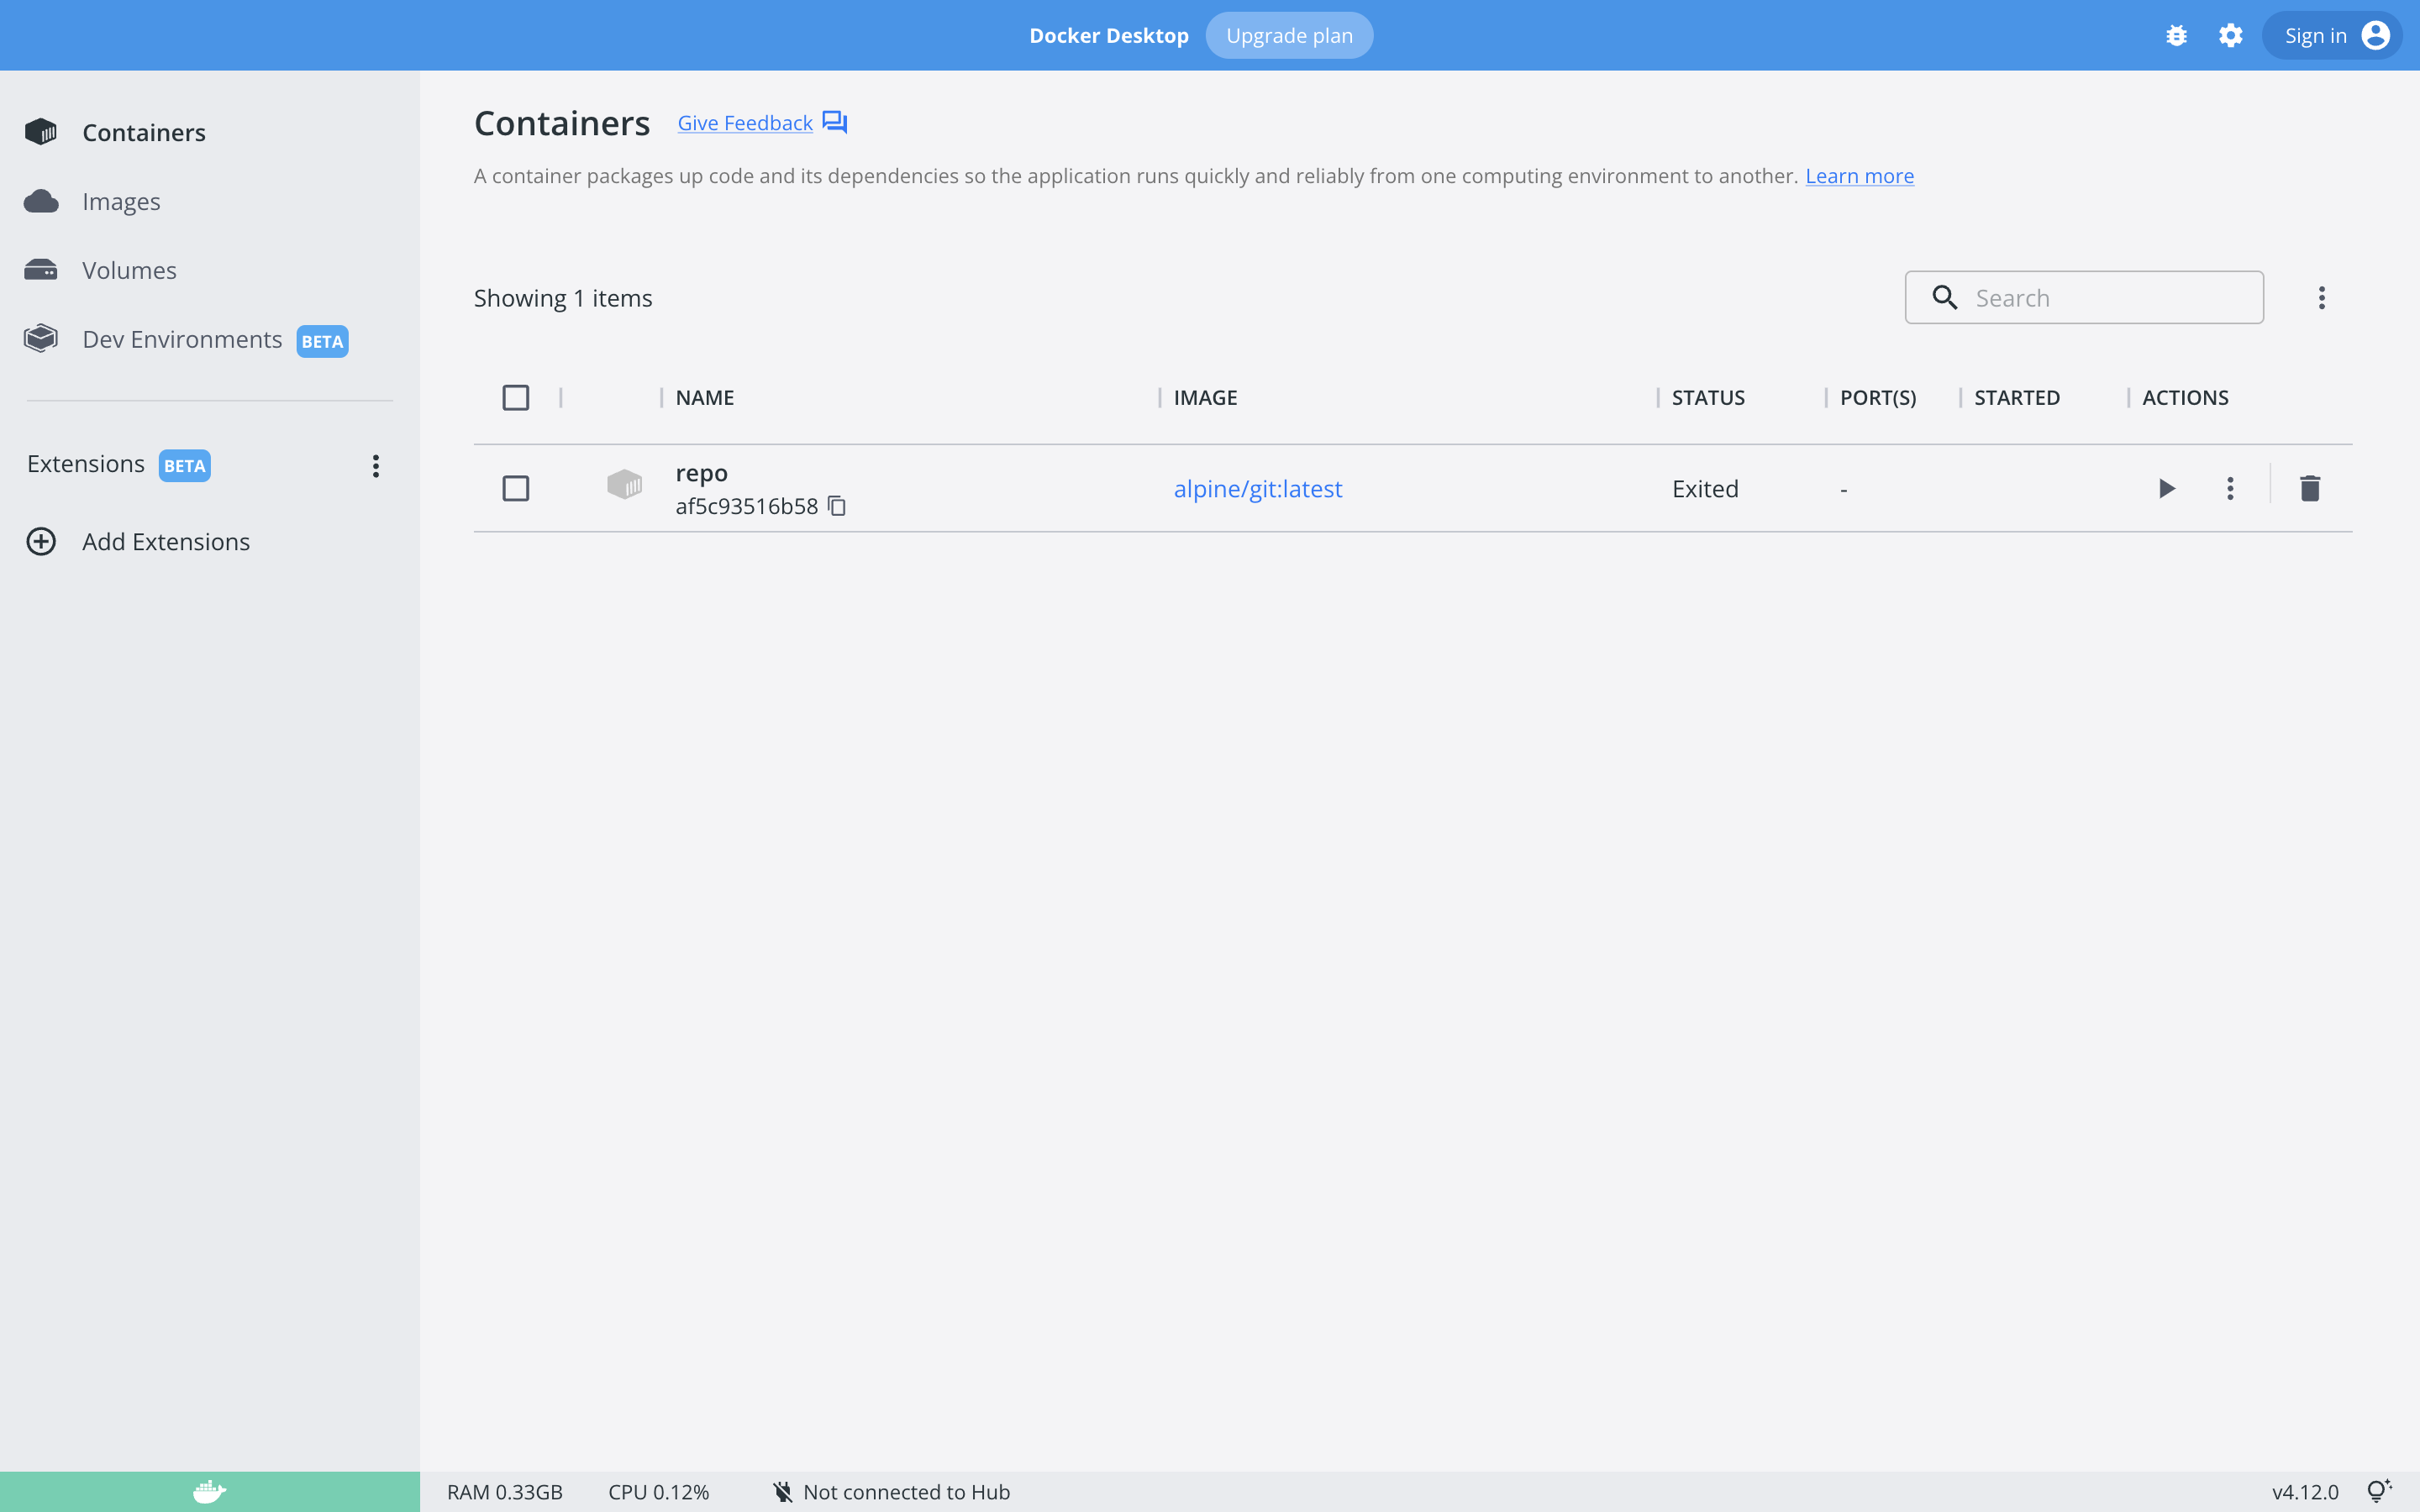 Docker Desktop Upgrade plan Sign in
Containers
Images
Volumes
Dev Environments BETA
Extensions BETA
Add Extensions
Containers Give Feedback
A container packages up code and its dependencies so the application runs quickly and reliably from one computing environment to another. Learn more
Showing 1 items Search
NAME IMAGE STATUS PORT(S) STARTED ACTIONS
repo
af5c93516b58
alpine/git:latest Exited -
RAM 0.33GB CPU 0.12% Not connected to Hub v4.12.0